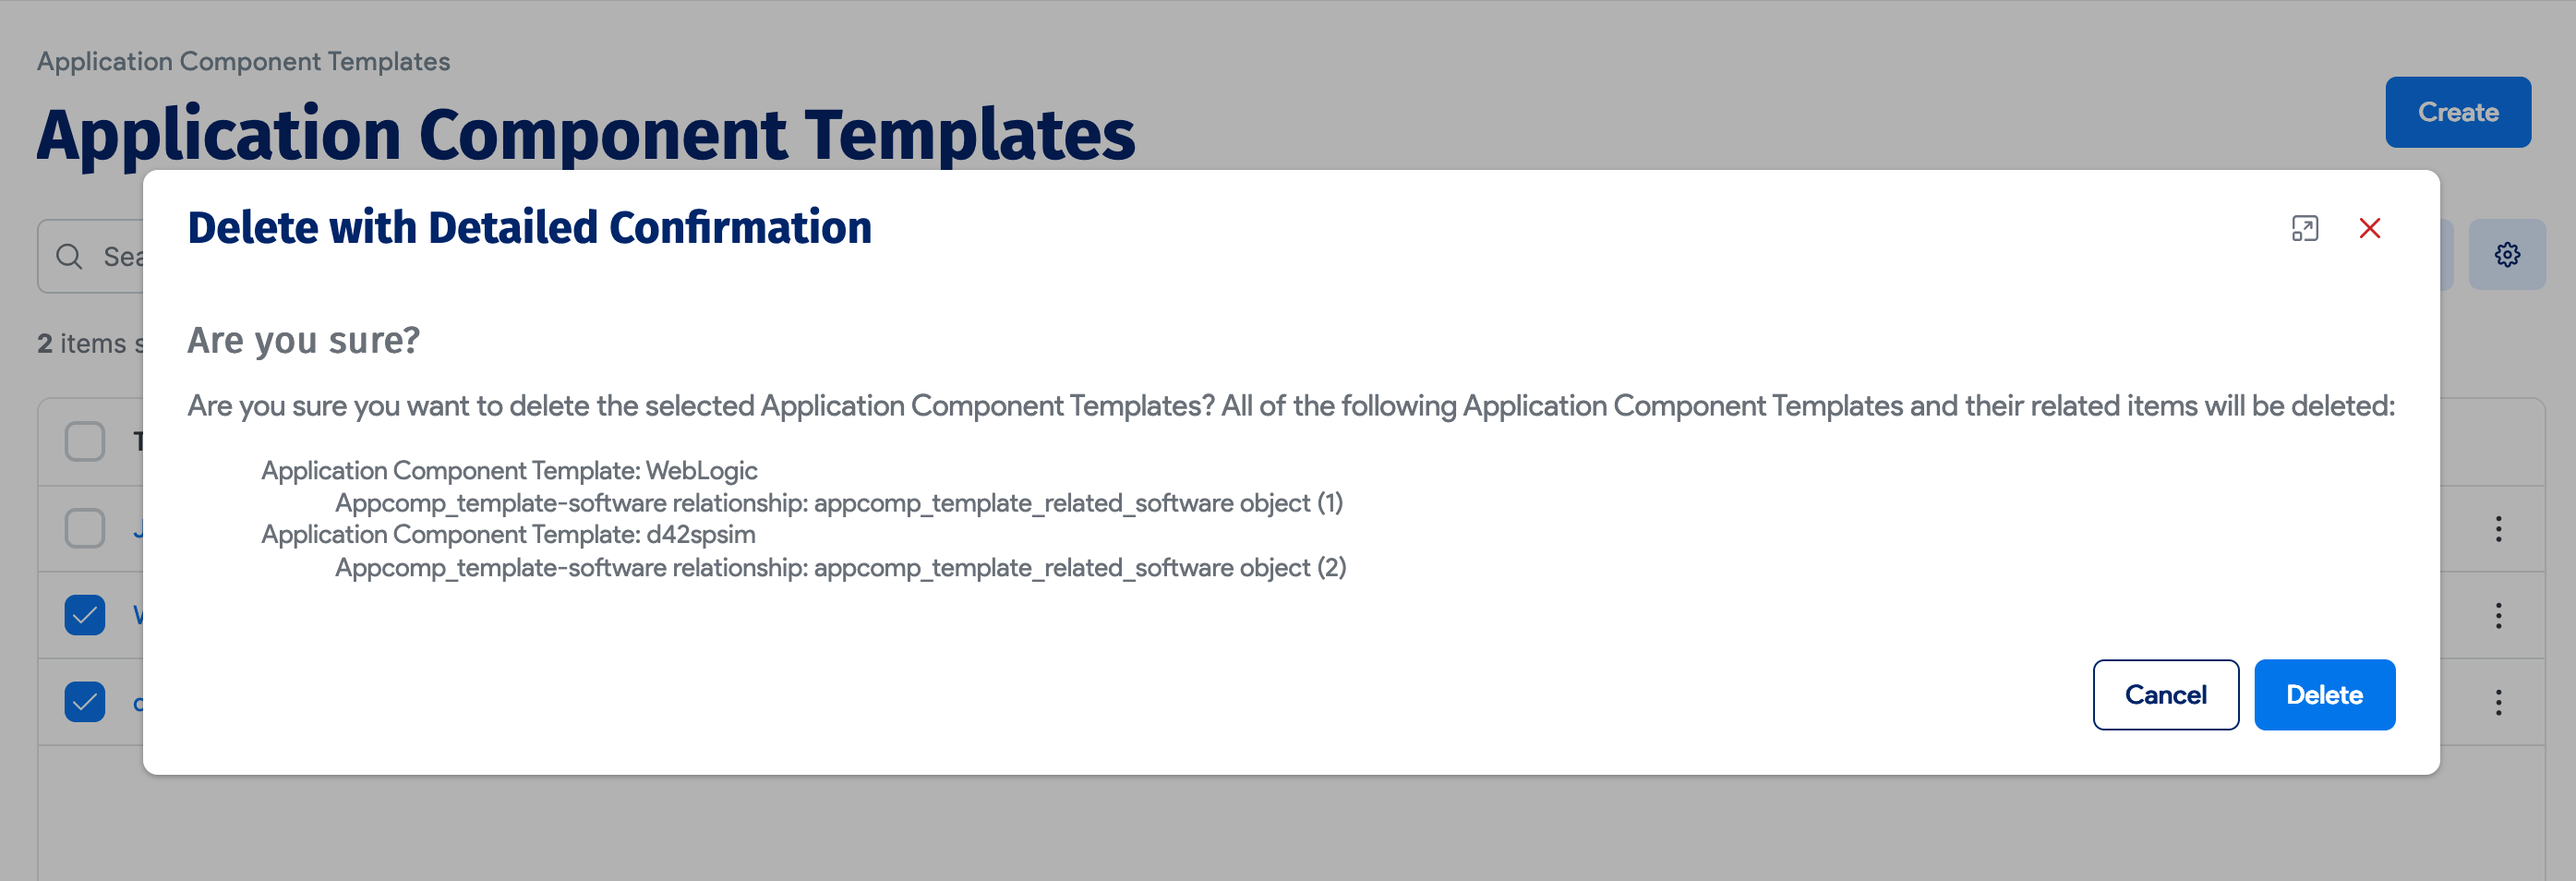 Application Component Templates
Application Component Templates
Create
Delete with Detailed Confirmation
2 items
Are you sure?
Are you sure you want to delete the selected Application Component Templates? All of the following Application Component Templates and their related items will be deleted:
Application Component Template: WebLogic
Appcomp_template-software relationship: appcomp_template_related_software object (1)
Application Component Template: d42spsim
Appcomp_template-software relationship: appcomp_template_related_software object (2)
Cancel
Delete